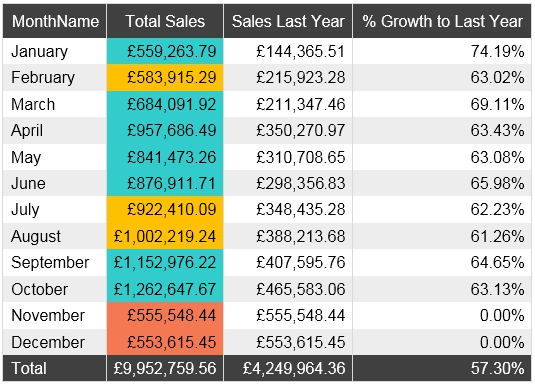 MonthName Total Sales Sales Last Year % Growth to Last Year
January £559,263.79 £144,365.51 74.19%
February £583,915.29 £215,923.28 63.02%
March £684,091.92 £211,347.46 69.11%
April £957,686.49 £350,270.97 63.43%
May £841,473.26 £310,708.65 63.08%
June £876,911.71 £298,356.83 65.98%
July £922,410.09 £348,435.28 62.23%
August £1,002,219.24 £388,213.68 61.26%
September £1,152,976.22 £407,595.76 64.65%
October £1,262,647.67 £465,583.06 63.13%
November £555,548.44 £555,548.44 0.00%
December £553,615.45 £553,615.45 0.00%
Total £9,952,759.56 £4,249,964.36 57.30%